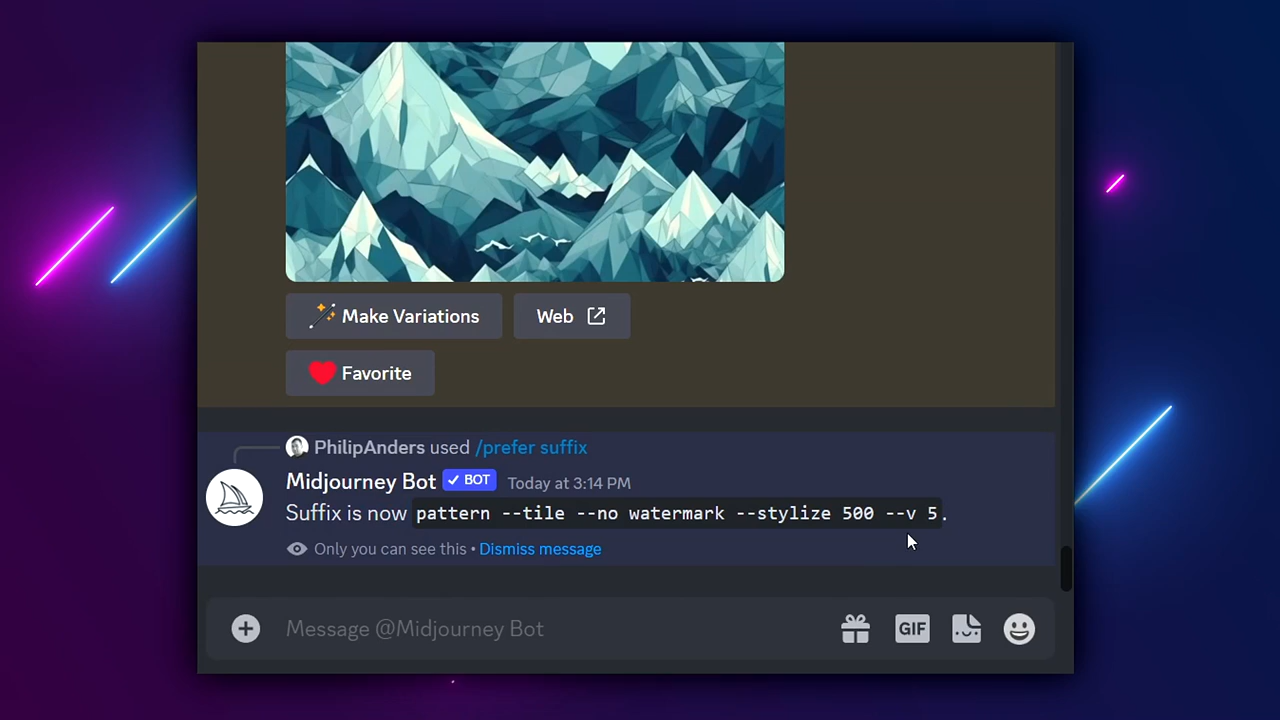 Make Variations
Web
Favorite
PhilipAnders used /prefer suffix
Midjourney Bot ✓ BOT Today at 3:14 PM
Suffix is now pattern --tile --no watermark --stylize 500 --v 5.
Only you can see this • Dismiss message
Message @Midjourney Bot
GIF